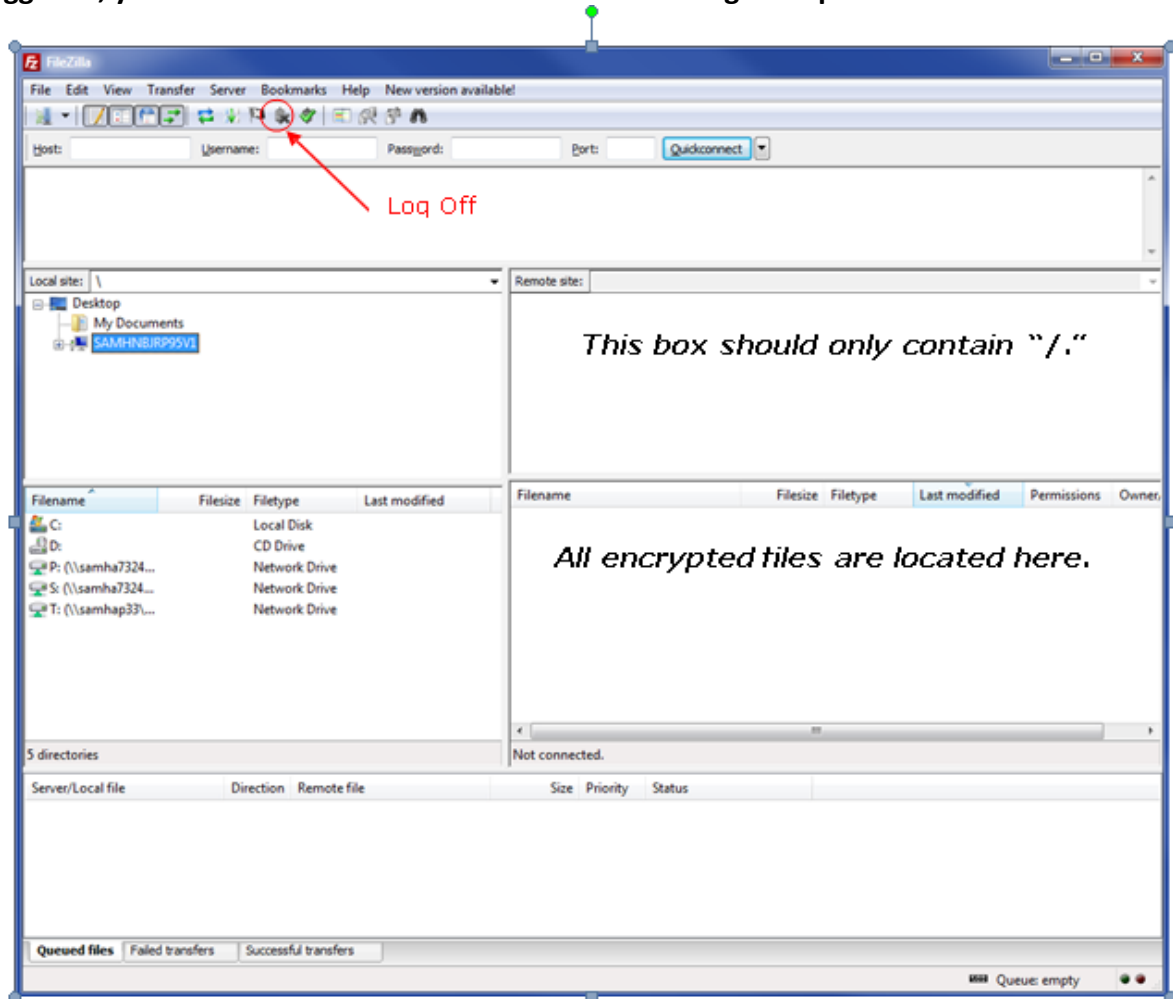 FileZilla
File Edit View Transfer Server Bookmarks Help New version available!
Host: Username: Password: Port: Quickconnect
Loq Off
Local site: \
Remote site:
Desktop
My Documents
SAMHNBJRP95V1
This box should only contain “/.“
Filename Filesize Filetype Last modified
Filename Filesize Filetype Last modified Permissions Owner
C: Local Disk
D: CD Drive
P: (\\samha7324... Network Drive
S: (\\samha7324... Network Drive
T: (\\samhap33\... Network Drive
All encrypted files are located here.
5 directories
Not connected.
Server/Local file Direction Remote file Size Priority Status
Queued files Failed transfers Successful transfers
Queue: empty